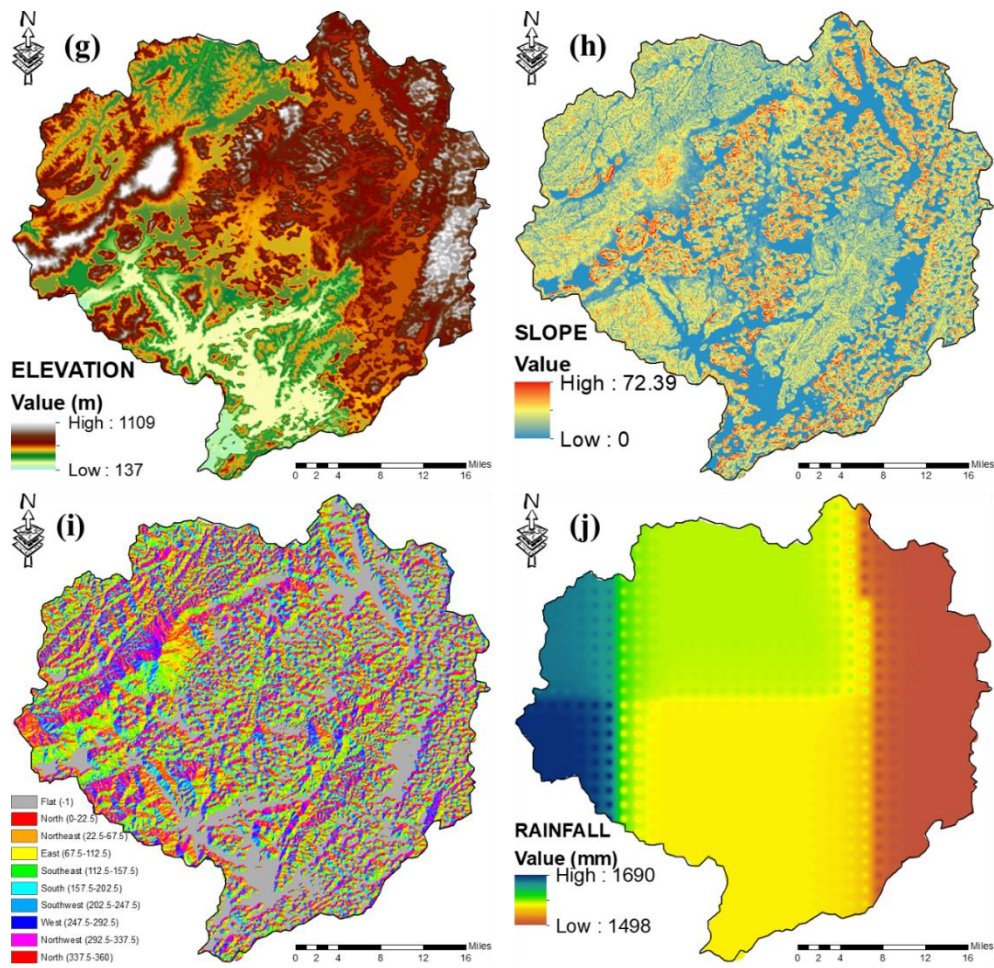 N
(g)
ELEVATION
Value (m)
High : 1109
Low : 137
0 2 4 8 12 16
Miles
N
(h)
SLOPE
Value
High : 72.39
Low : 0
0 2 4 8 12 16
Miles
N
(i)
Flat (-1)
North (0-22.5)
Northeast (22.5-67.5)
East (67.5-112.5)
Southeast (112.5-157.5)
South (157.5-202.5)
Southwest (202.5-247.5)
West (247.5-292.5)
Northwest (292.5-337.5)
North (337.5-360)
0 2 4 8 12 16
Miles
N
(j)
RAINFALL
Value (mm)
High : 1690
Low : 1498
0 2 4 8 12 16
Miles